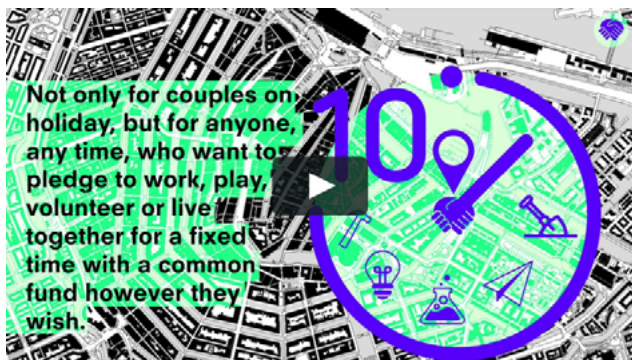 Not only for couples on
holiday, but for anyone,
any time, who want to
pledge to work, play,
volunteer or live
together for a fixed
time with a common
fund however they
wish.
10